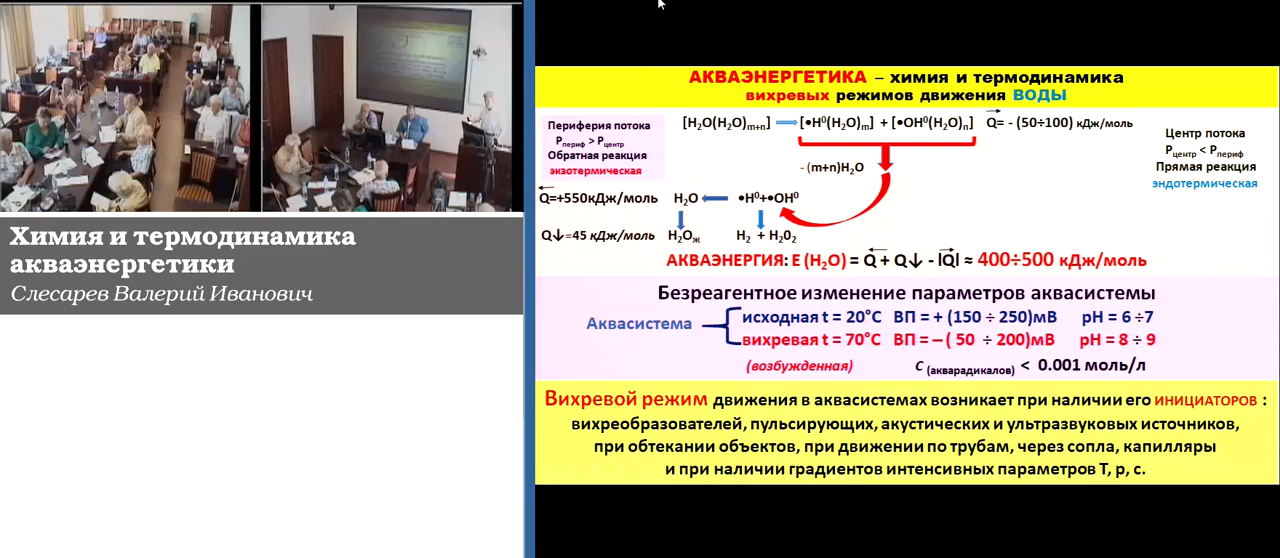 Химия и термодинамика
акваэнергетики
Слесарев Валерий Иванович
АКВАЭНЕРГЕТИКА – химия и термодинамика
вихревых режимов движения ВОДЫ
Периферия потока
Pпериф > Pцентр
Обратная реакция
экзотермическая
[H₂O(H₂O)m+n] ⟹ [•H⁰(H₂O)m] + [•OH⁰(H₂O)n] Q= - (50÷100) кДж/моль
- (m+n)H₂O
Центр потока
Pцентр < Pпериф
Прямая реакция
эндотермическая
Q=+550кДж/моль H₂O ← •H⁰+•OH⁰
Q↓=45 кДж/моль H₂Oж H₂ + H₂0₂
АКВАЭНЕРГИЯ: E (H₂O) = Q + Q↓ - |Q| ≈ 400÷500 кДж/моль
Безреагентное изменение параметров аквасистемы
Аквасистема
исходная t = 20°C ВП = + (150 ÷ 250)мВ pH = 6 ÷7
вихревая t = 70°C ВП = – ( 50 ÷ 200)мВ pH = 8 ÷ 9
(возбужденная) C (акварадикалов) < 0.001 моль/л
Вихревой режим движения в аквасистемах возникает при наличии его ИНИЦИАТОРОВ :
вихреобразователей, пульсирующих, акустических и ультразвуковых источников,
при обтекании объектов, при движении по трубам, через сопла, капилляры
и при наличии градиентов интенсивных параметров T, p, c.